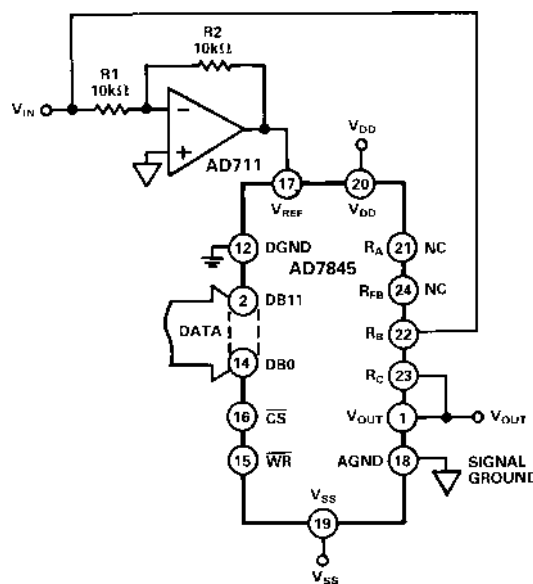 R2
10kΩ
R1
10kΩ
VIN
−
+
AD711
VDD
17
20
VREF
VDD
12 DGND
AD7845
RA 21 NC
RFB 24 NC
2 DB11
DATA
RB 22
14 DB0
RC 23
16 CS
VOUT 1 VOUT
15 WR
AGND 18 SIGNAL
GROUND
VSS
19
VSS